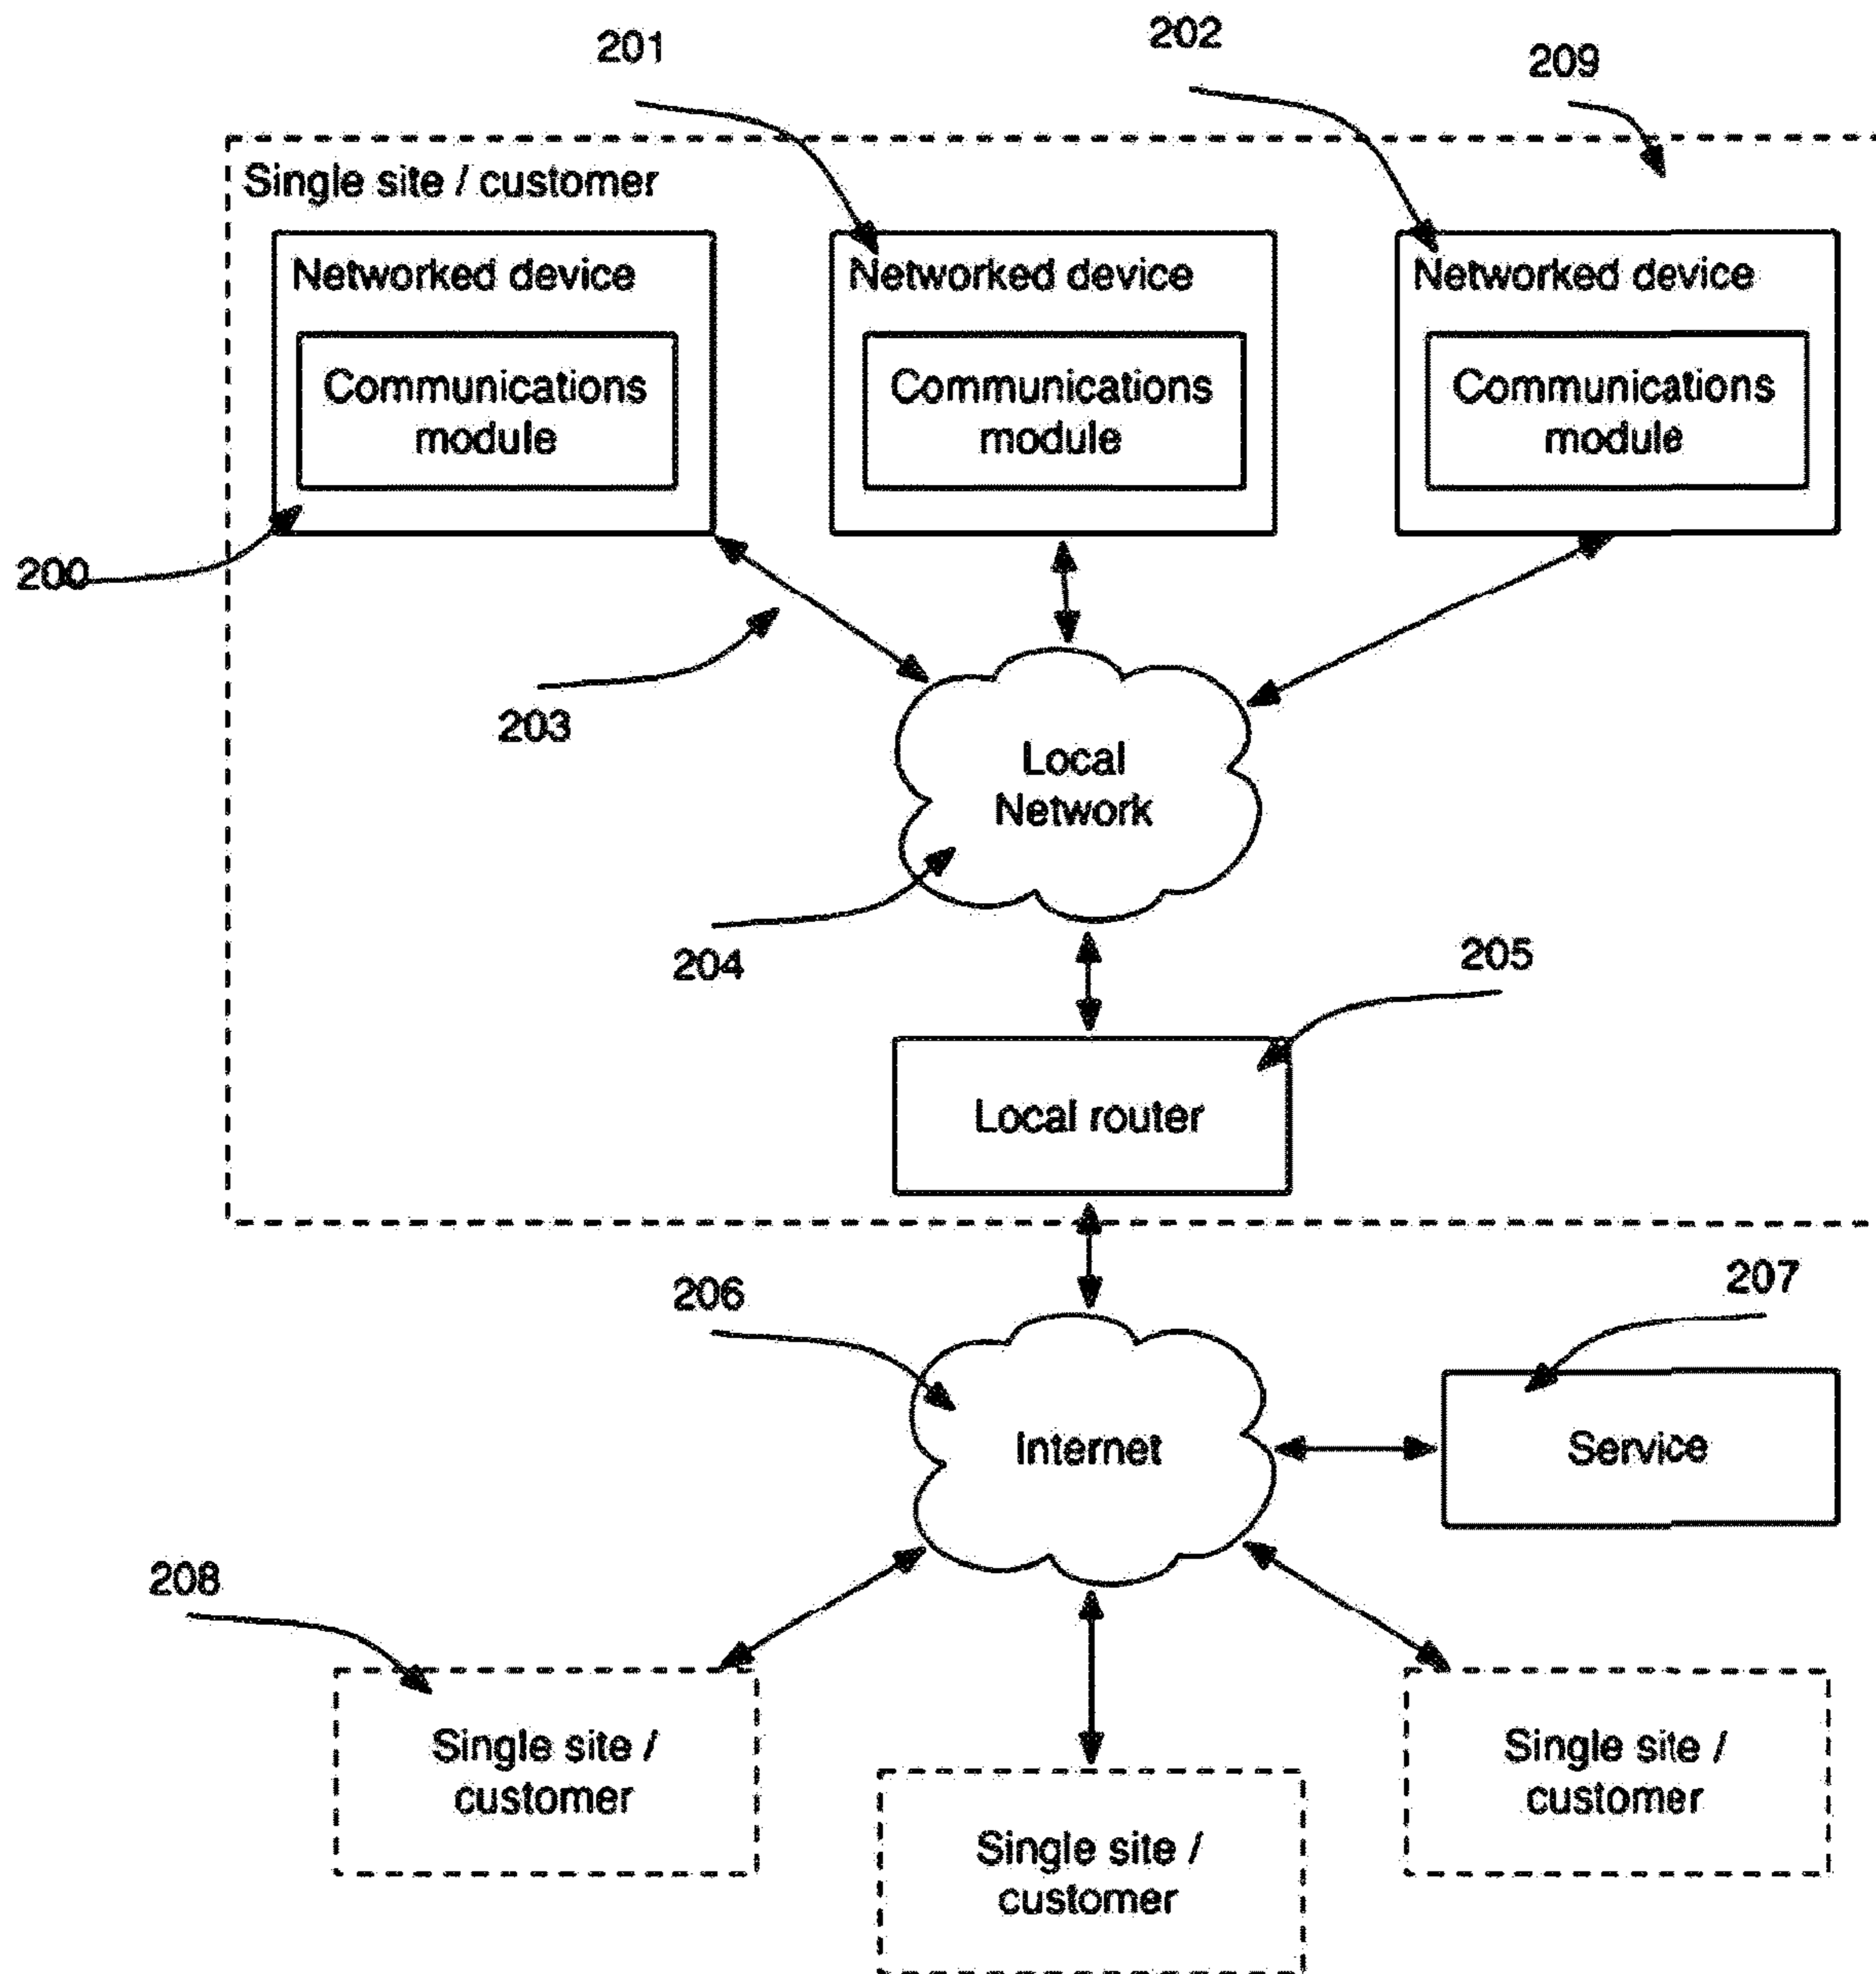 201
202
209
Single site / customer
Networked device
Networked device
Networked device
Communications
module
Communications
module
Communications
module
200
203
Local
Network
204
205
Local router
206
207
Internet
Service
208
Single site /
customer
Single site /
customer
Single site /
customer